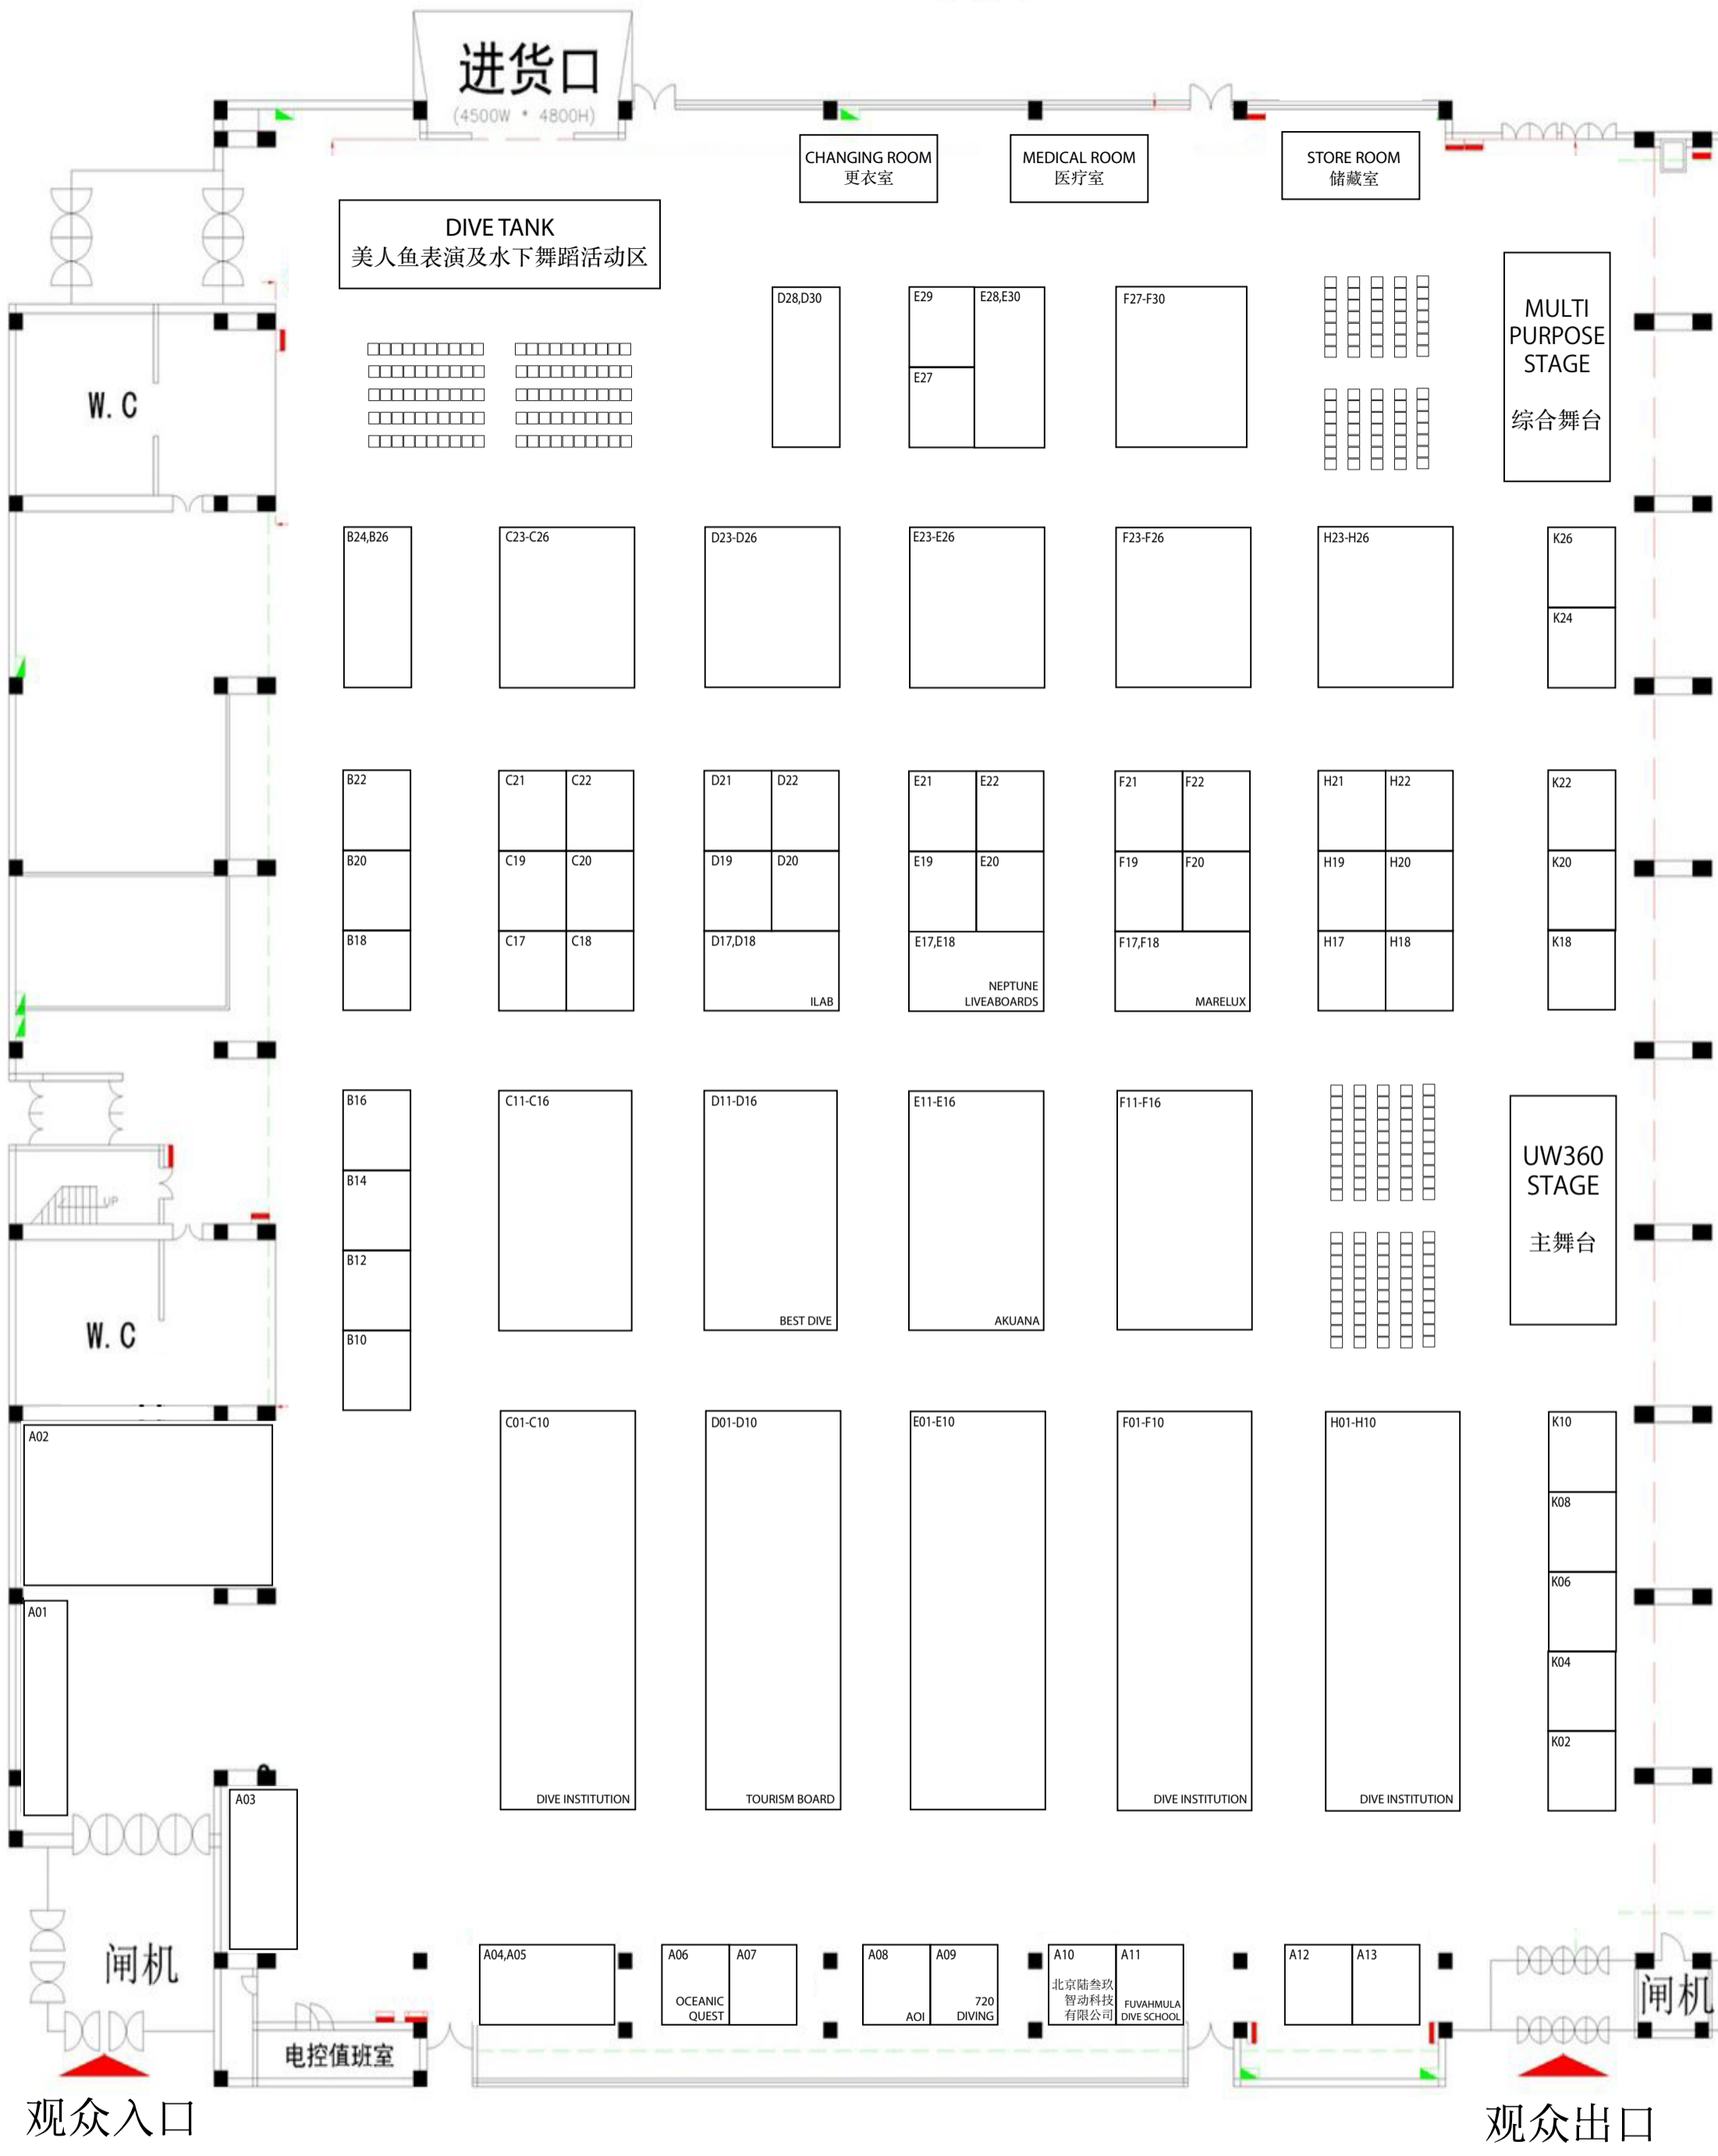 进货口
(4500W * 4800H)
CHANGING ROOM
更衣室
MEDICAL ROOM
医疗室
STORE ROOM
储藏室
DIVE TANK
美人鱼表演及水下舞蹈活动区
MULTI
PURPOSE
STAGE
综合舞台
D28,D30
E29
E28,E30
E27
F27-F30
W.C
B24,B26
C23-C26
D23-D26
E23-E26
F23-F26
H23-H26
K26
K24
B22
C21
C22
D21
D22
E21
E22
F21
F22
H21
H22
K22
B20
C19
C20
D19
D20
E19
E20
F19
F20
H19
H20
K20
B18
C17
C18
D17,D18
ILAB
E17,E18
NEPTUNE
LIVEABOARDS
F17,F18
MARELUX
H17
H18
K18
B16
B14
B12
B10
C11-C16
D11-D16
BEST DIVE
E11-E16
AKUANA
F11-F16
UW360
STAGE
主舞台
UP
W.C
A02
A01
A03
C01-C10
DIVE INSTITUTION
D01-D10
TOURISM BOARD
E01-E10
F01-F10
DIVE INSTITUTION
H01-H10
DIVE INSTITUTION
K10
K08
K06
K04
K02
闸机
A04,A05
A06
OCEANIC
QUEST
A07
A08
AOI
A09
720
DIVING
A10
北京陆叁玖
智动科技
有限公司
A11
FUVAHMULA
DIVE SCHOOL
A12
A13
闸机
电控值班室
观众入口
观众出口